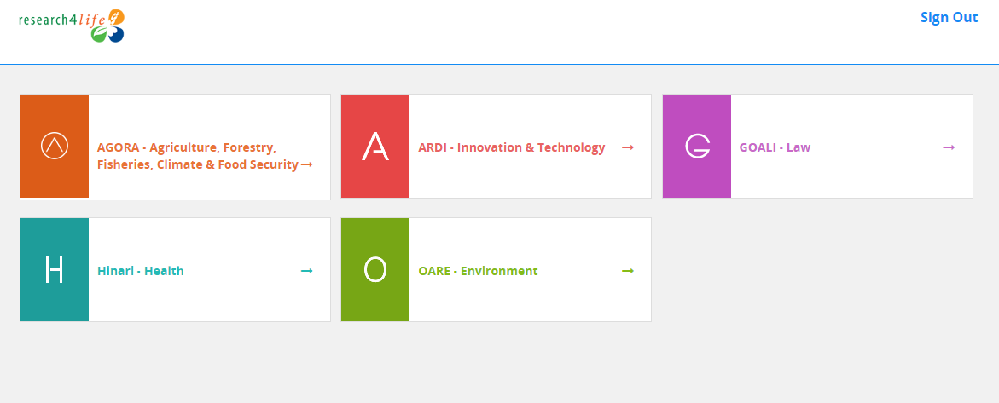 research4life
Sign Out
AGORA - Agriculture, Forestry,
Fisheries, Climate & Food Security
A
ARDI - Innovation & Technology
G
GOALI - Law
H
Hinari - Health
O
OARE - Environment